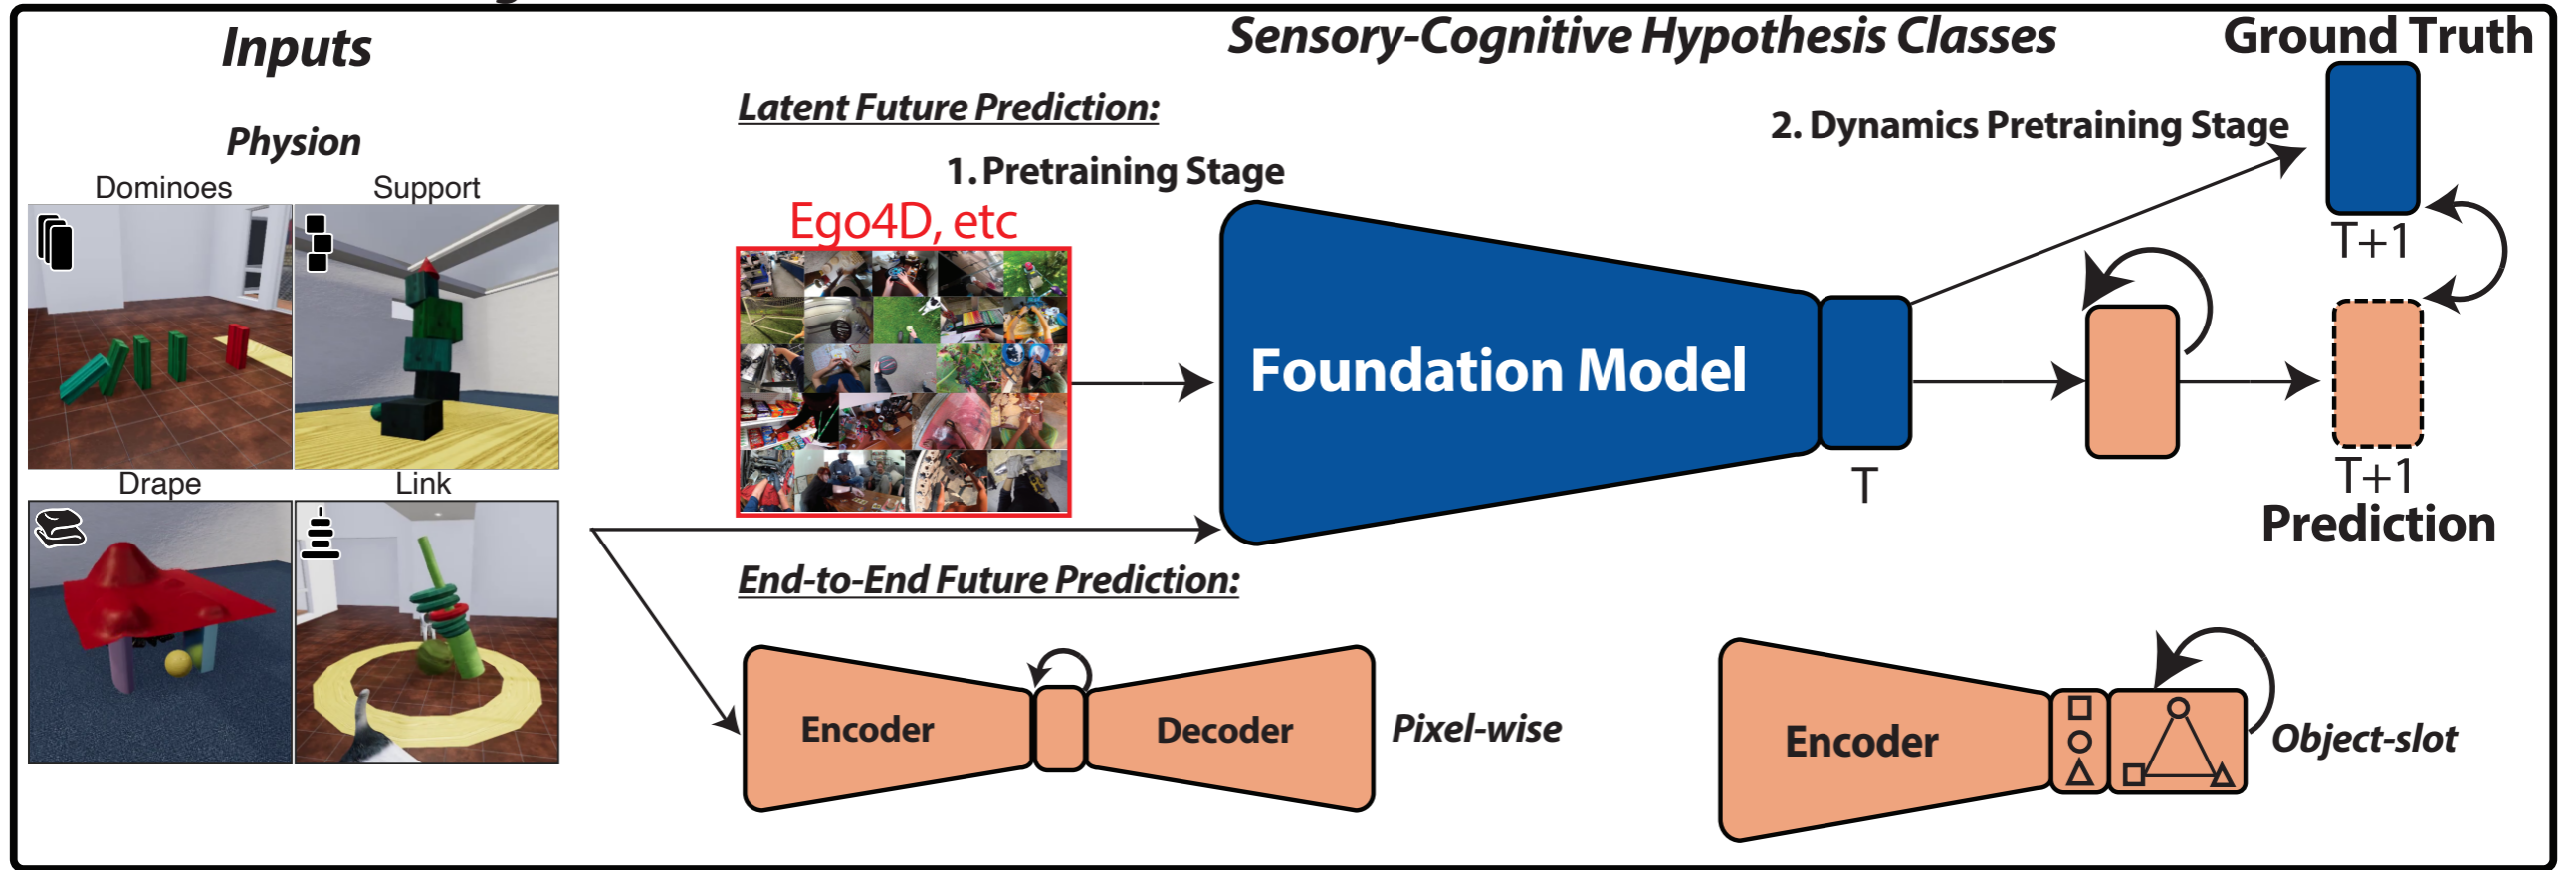 Inputs
Physion
Dominoes
Support
Drape
Link
Sensory-Cognitive Hypothesis Classes
Ground Truth
Latent Future Prediction:
2. Dynamics Pretraining Stage
1. Pretraining Stage
Ego4D, etc
T+1
Foundation Model
T
T+1
Prediction
End-to-End Future Prediction:
Encoder
Decoder
Pixel-wise
Encoder
Object-slot